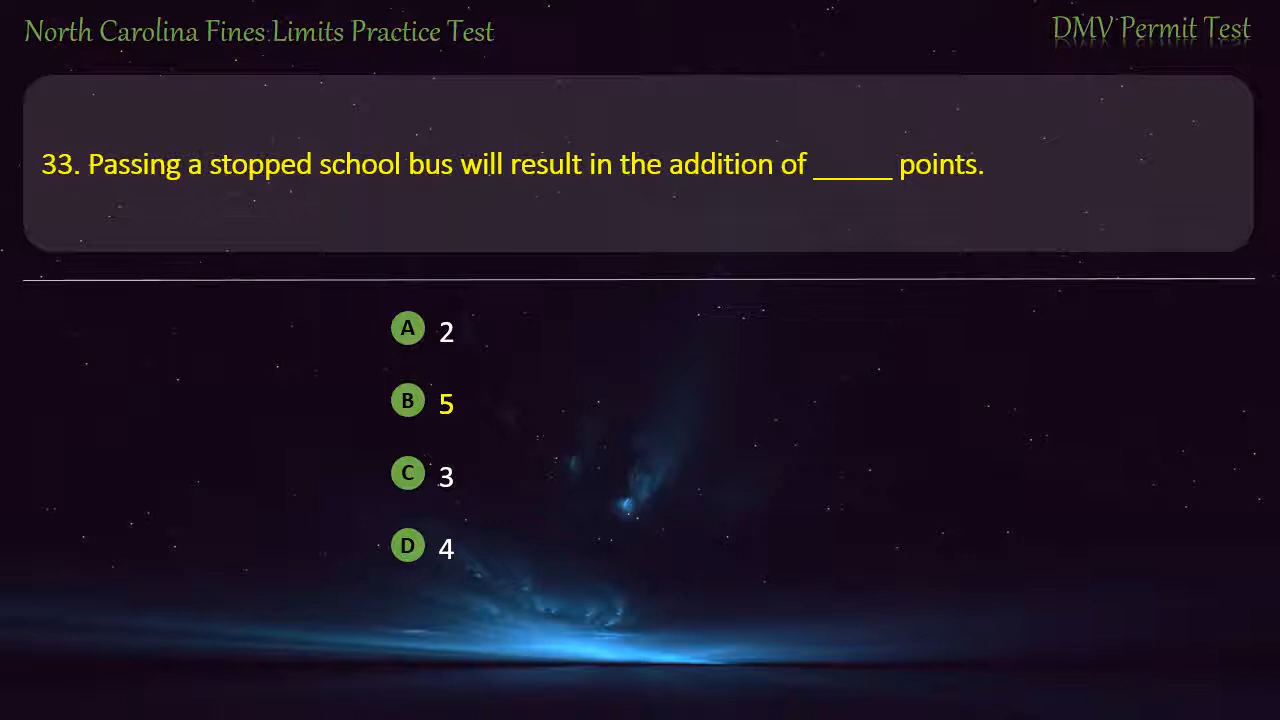 North Carolina Fines Limits Practice Test
DMV Permit Test
33. Passing a stopped school bus will result in the addition of _____ points.
A 2
B 5
C 3
D 4